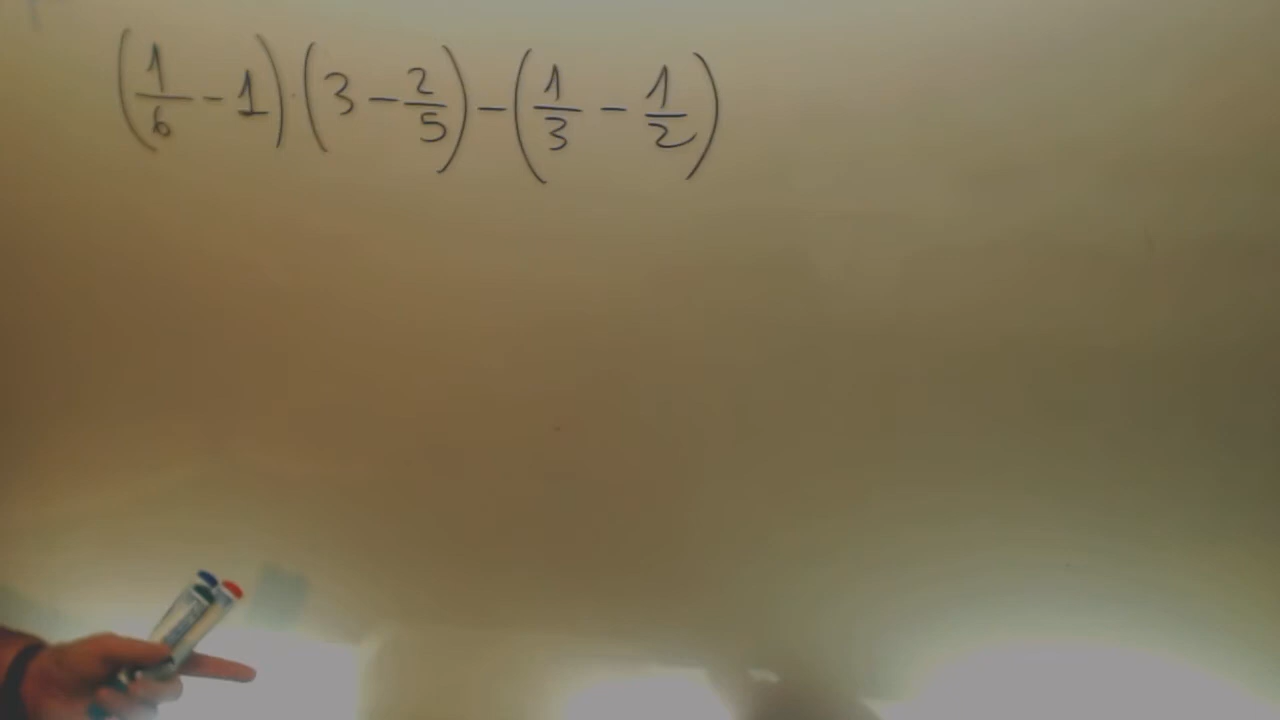 (1/6 - 1) · (3 - 2/5) - (1/3 - 1/2)